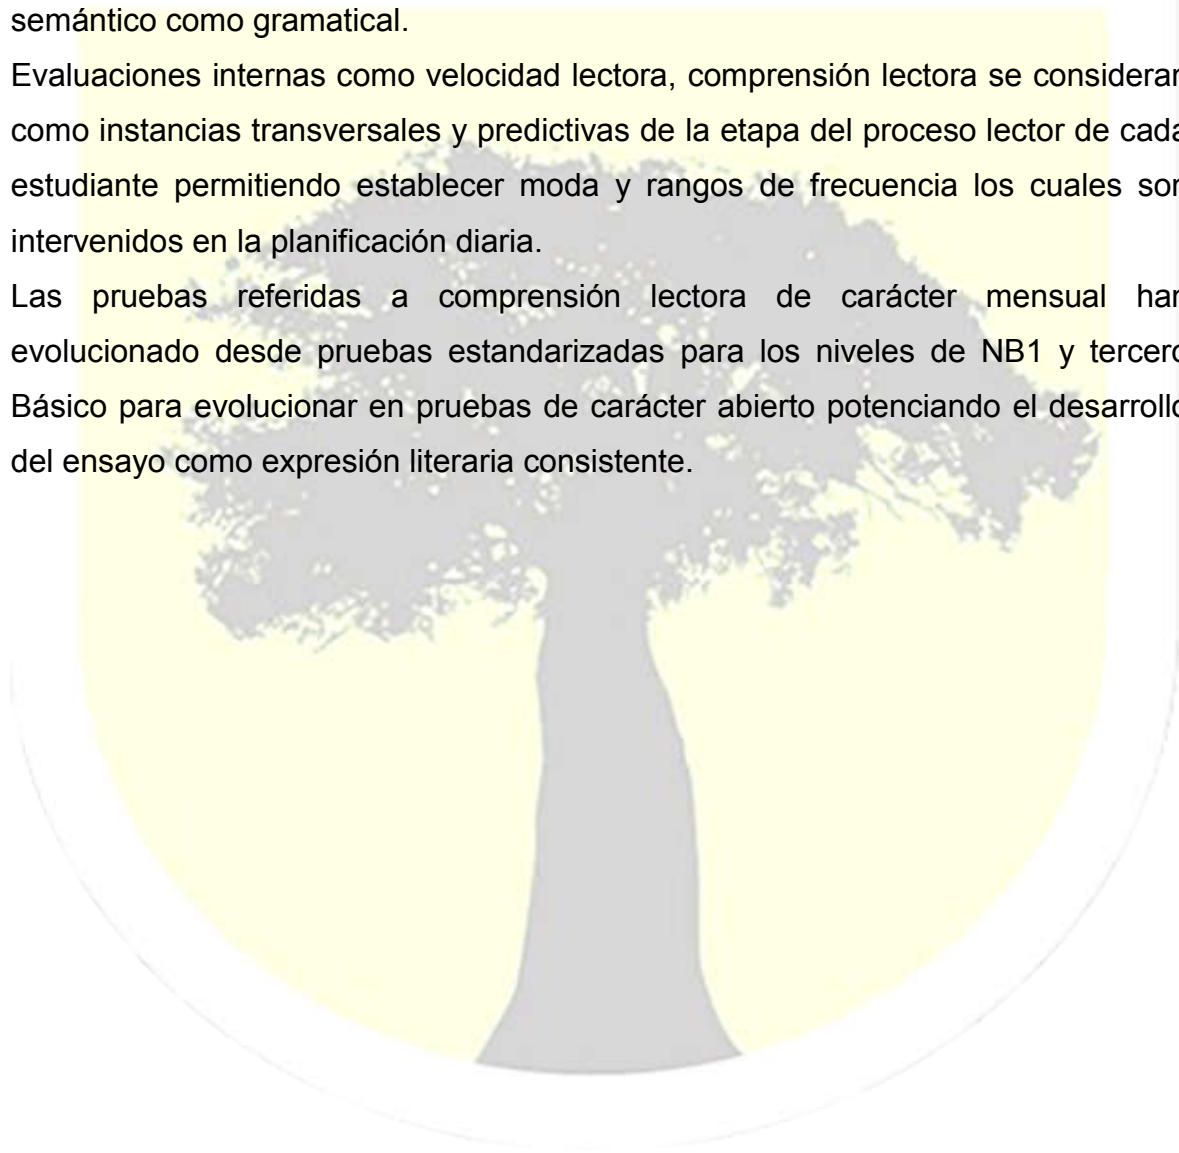 semántico como gramatical.
Evaluaciones internas como velocidad lectora, comprensión lectora se consideran
como instancias transversales y predictivas de la etapa del proceso lector de cada
estudiante permitiendo establecer moda y rangos de frecuencia los cuales son
intervenidos en la planificación diaria.
Las pruebas referidas a comprensión lectora de carácter mensual han
evolucionado desde pruebas estandarizadas para los niveles de NB1 y tercero
Básico para evolucionar en pruebas de carácter abierto potenciando el desarrollo
del ensayo como expresión literaria consistente.